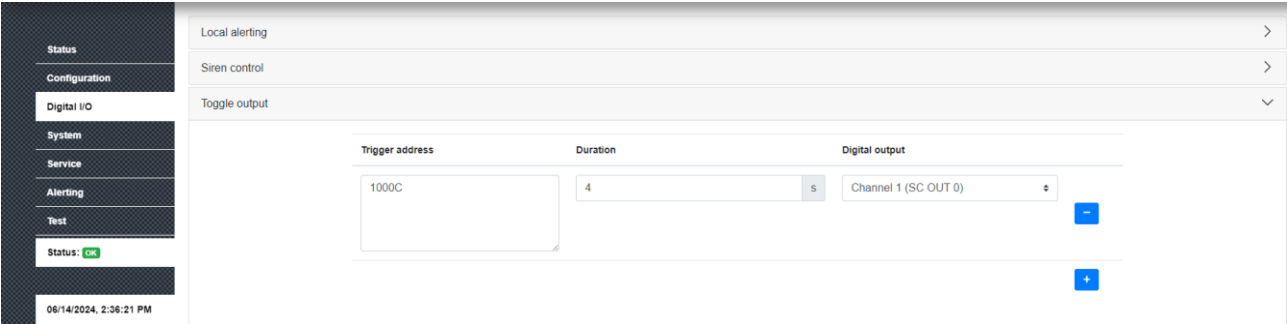 Status
Configuration
Digital I/O
System
Service
Alerting
Test
Status: OK
06/14/2024, 2:36:21 PM
Local alerting
Siren control
Toggle output
Trigger address Duration Digital output
1000C 4 s Channel 1 (SC OUT 0)
−
+